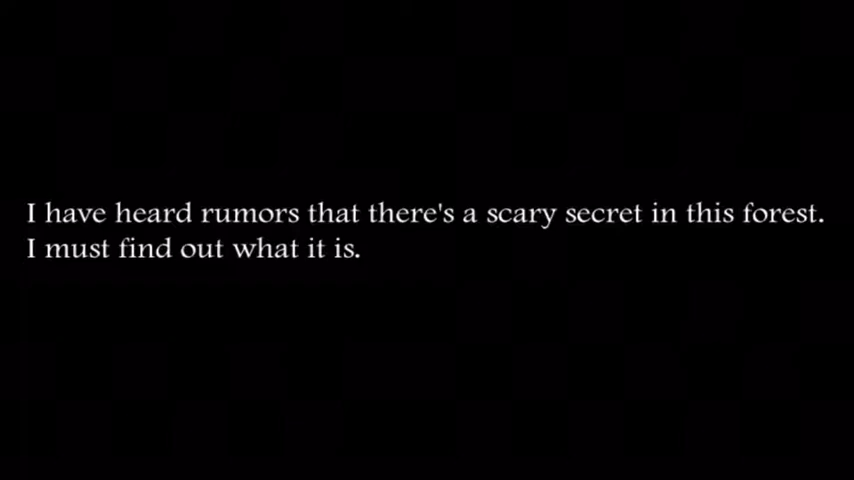 I have heard rumors that there's a scary secret in this forest.
I must find out what it is.